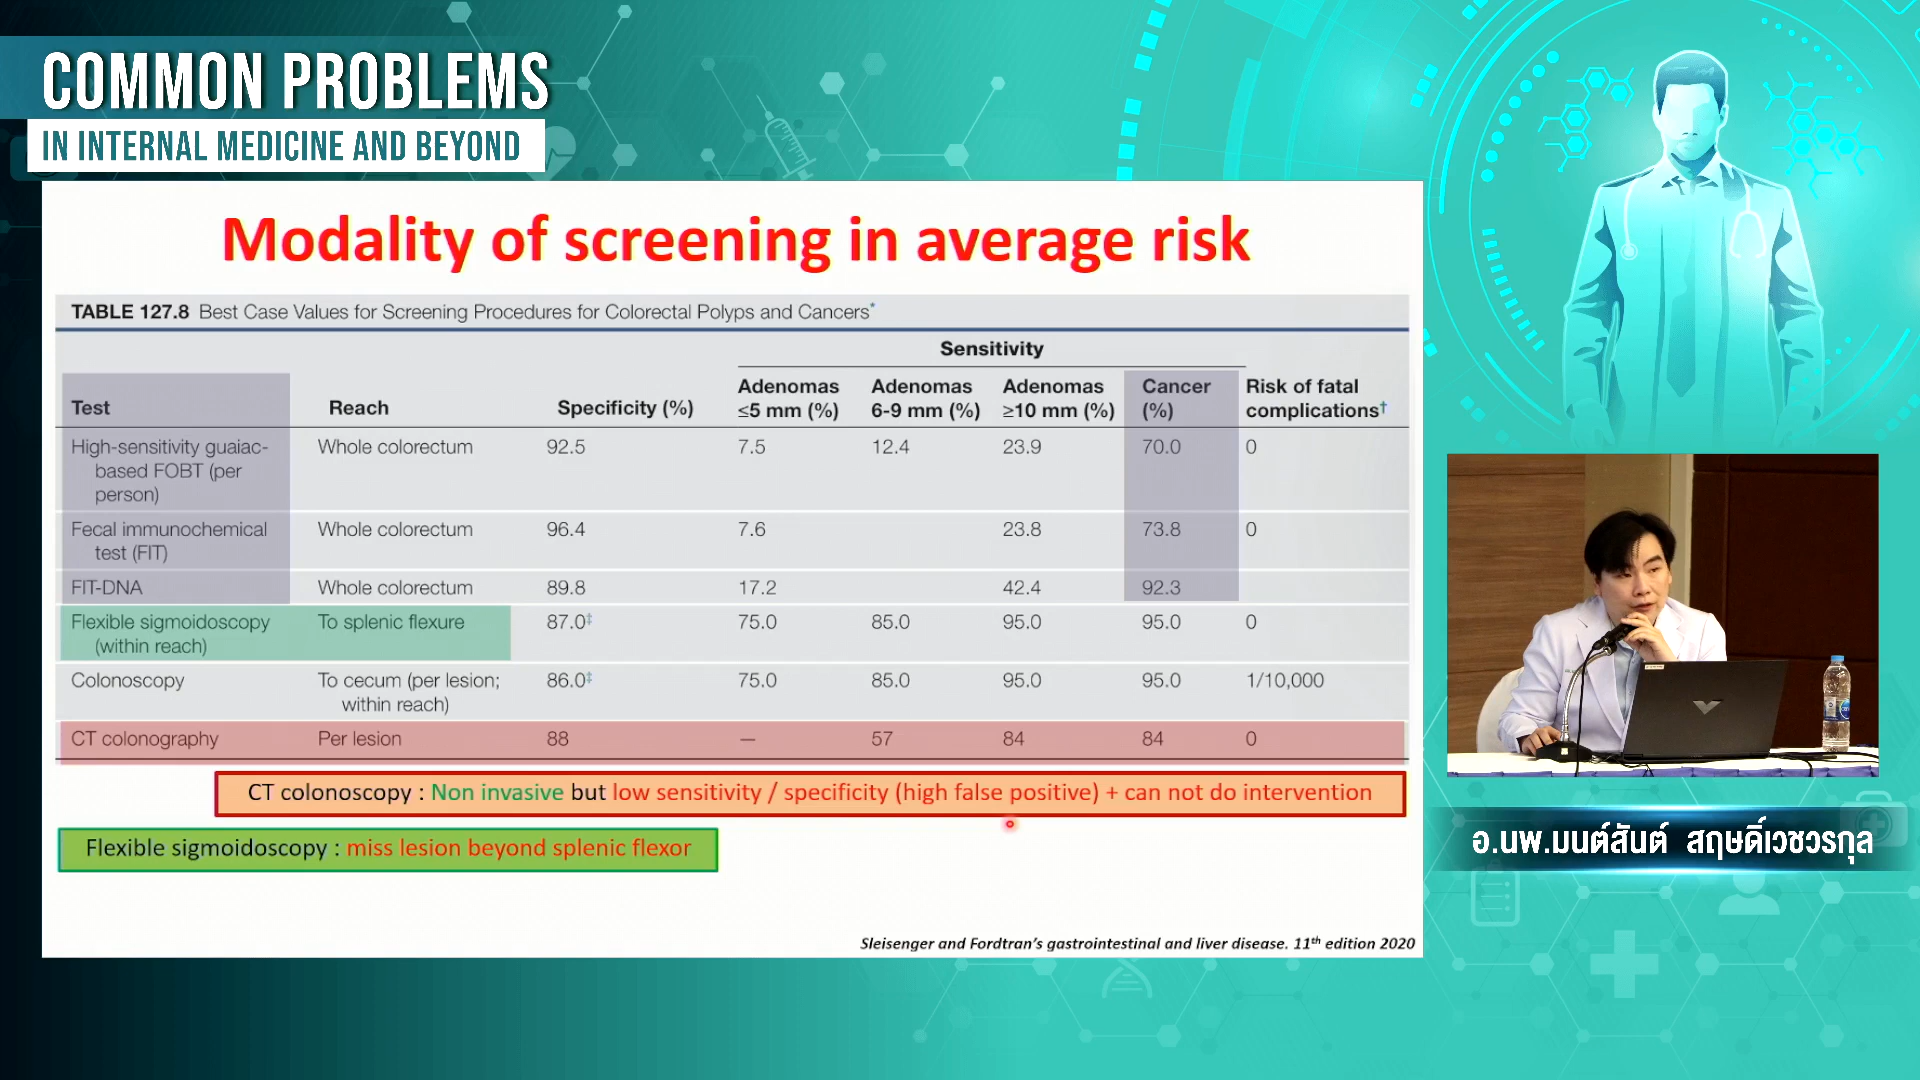 COMMON PROBLEMS
IN INTERNAL MEDICINE AND BEYOND
Modality of screening in average risk
TABLE 127.8 Best Case Values for Screening Procedures for Colorectal Polyps and Cancers*
Sensitivity
Test Reach Specificity (%) Adenomas ≤5 mm (%) Adenomas 6-9 mm (%) Adenomas ≥10 mm (%) Cancer (%) Risk of fatal complications†
High-sensitivity guaiac- Whole colorectum 92.5 7.5 12.4 23.9 70.0 0
based FOBT (per
person)
Fecal immunochemical Whole colorectum 96.4 7.6 23.8 73.8 0
test (FIT)
FIT-DNA Whole colorectum 89.8 17.2 42.4 92.3
Flexible sigmoidoscopy To splenic flexure 87.0‡ 75.0 85.0 95.0 95.0 0
(within reach)
Colonoscopy To cecum (per lesion; 86.0‡ 75.0 85.0 95.0 95.0 1/10,000
within reach)
CT colonography Per lesion 88 — 57 84 84 0
CT colonoscopy : Non invasive but low sensitivity / specificity (high false positive) + can not do intervention
Flexible sigmoidoscopy : miss lesion beyond splenic flexor
Sleisenger and Fordtran's gastrointestinal and liver disease. 11th edition 2020
อ.นพ.มนต์สันต์ สฤษดิ์เวชวรกุล